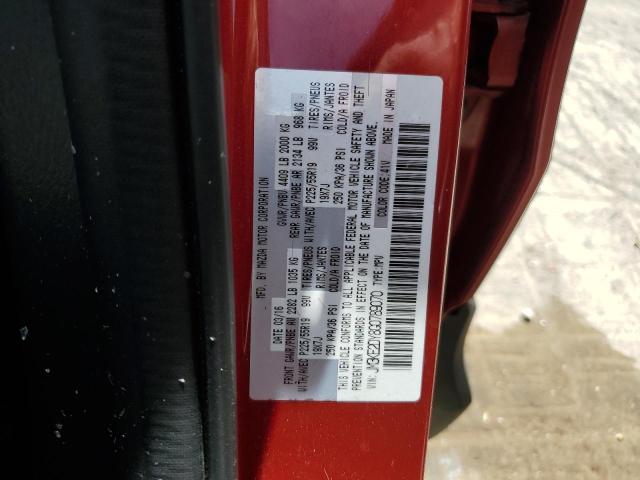 MFD. BY MAZDA MOTOR CORPORATION
DATE 03/16 GVWR/PNBV 4409 LB 2000 KG
FRONT GAWR/PNBE AV 2282 LB 1035 KG REAR GAWR/PNBE AR 2134 LB 968 KG
WITH/AVEC P225/55R19 99V TIRES/PNEUS WITH/AVEC P225/55R19 99V TIRES/PNEUS
19X7J RIMS/JANTES 19X7J RIMS/JANTES
250 KPA/36 PSI COLD/A FROID 250 KPA/36 PSI COLD/A FROID
THIS VEHICLE CONFORMS TO ALL APPLICABLE FEDERAL MOTOR VEHICLE SAFETY AND THEFT
PREVENTION STANDARDS IN EFFECT ON THE DATE OF MANUFACTURE SHOWN ABOVE.
VIN: JM3KE2DY8G0789070 TYPE:MPV COLOR CODE:41V MADE IN JAPAN